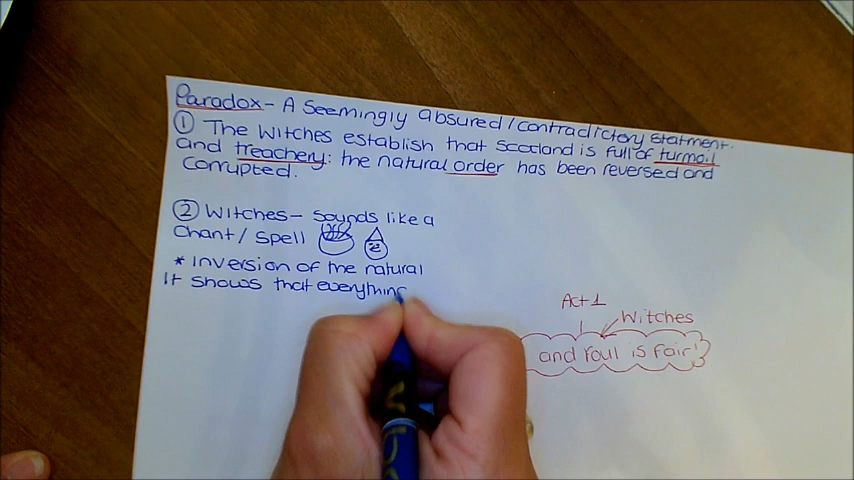 Paradox - A seemingly absured/contradictory statment.
① The witches establish that Scotland is full of turmoil
and treachery: the natural order has been reversed and
corrupted.
② Witches - sounds like a
chant/spell
* Inversion of the natural
It shows that everything
Act 1
Witches
and foul is fair'